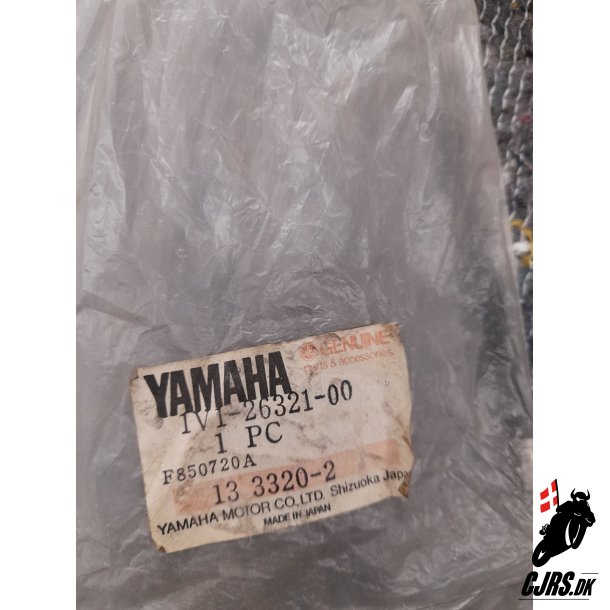 GENUINE
parts & accessories
YAMAHA
1V1-26321-00
1 PC
F850720A
13 3320-2
YAMAHA MOTOR CO., LTD. Shizuoka Japa
MADE IN JAPAN
CJRS.DK